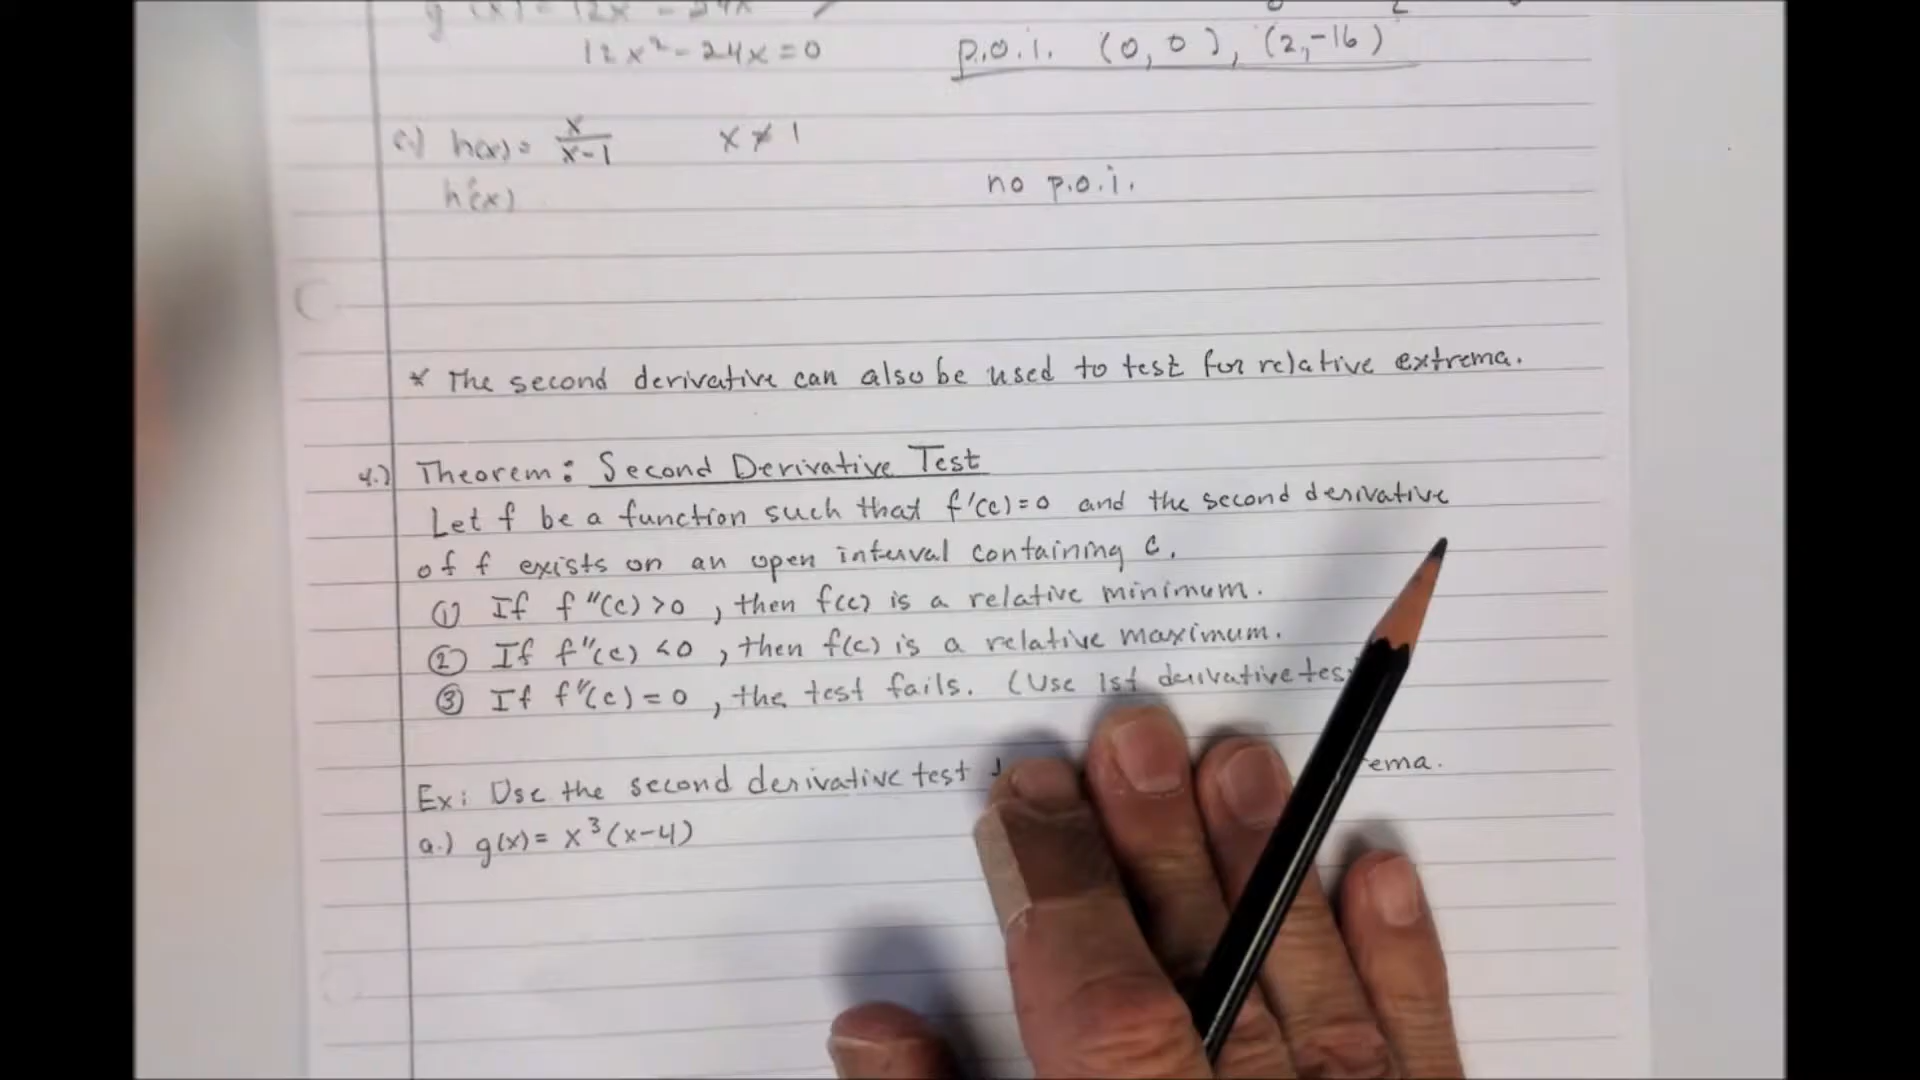 12x² - 24x = 0
p.o.i. (0, 0), (2, -16)
c.) h(x) = x/(x-1) x ≠ 1
h'(x)
no p.o.i.
* The second derivative can also be used to test for relative extrema.
4.) Theorem: Second Derivative Test
Let f be a function such that f'(c)=0 and the second derivative
of f exists on an open interval containing c.
① If f"(c) >0, then f(c) is a relative minimum.
② If f"(c) <0, then f(c) is a relative maximum.
③ If f"(c) = 0, the test fails. (Use 1st derivative tes
Ex: Use the second derivative test ema.
a.) g(x) = x³(x-4)